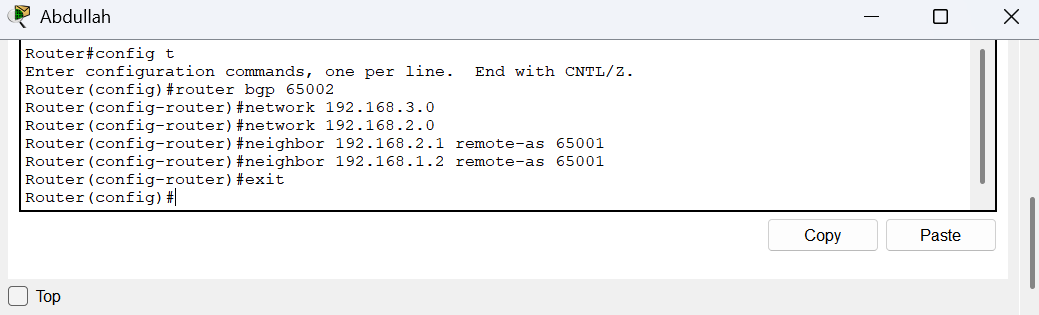 Abdullah
Router#config t
Enter configuration commands, one per line.  End with CNTL/Z.
Router(config)#router bgp 65002
Router(config-router)#network 192.168.3.0
Router(config-router)#network 192.168.2.0
Router(config-router)#neighbor 192.168.2.1 remote-as 65001
Router(config-router)#neighbor 192.168.1.2 remote-as 65001
Router(config-router)#exit
Router(config)#
Copy Paste
Top